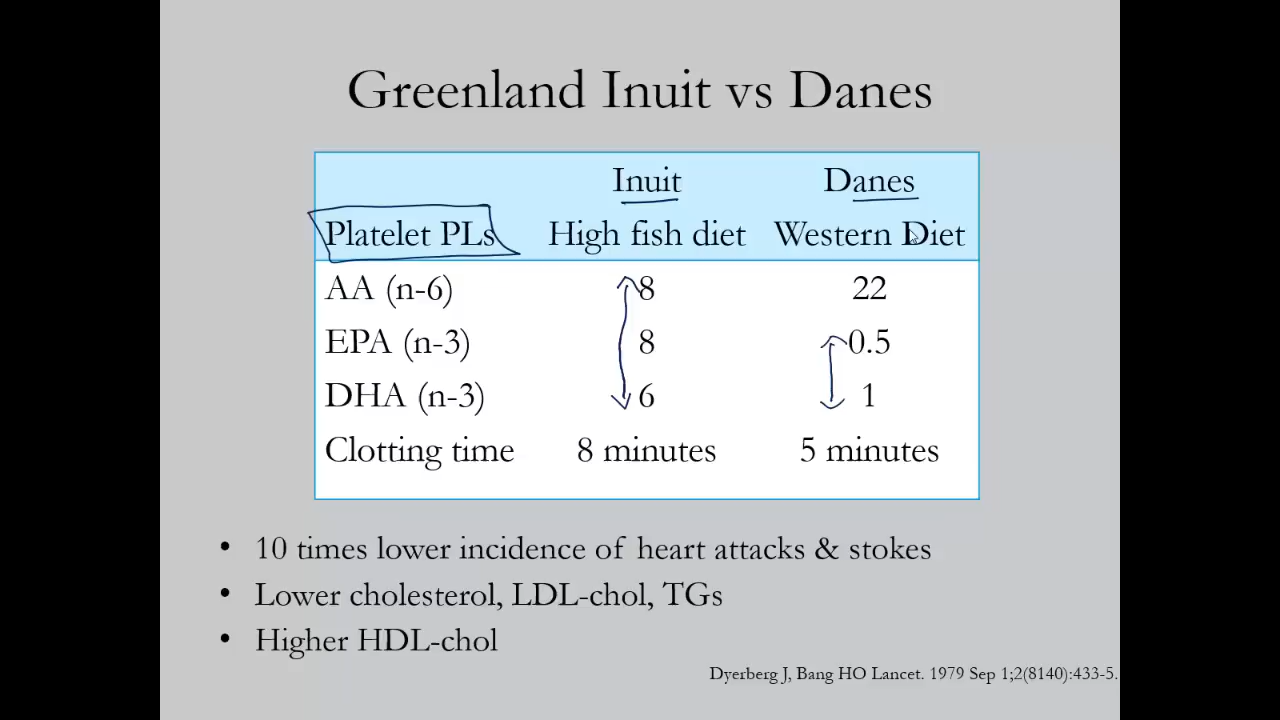 Greenland Inuit vs Danes
Inuit Danes
Platelet PLs High fish diet Western Diet
AA (n-6) 8 22
EPA (n-3) 8 0.5
DHA (n-3) 6 1
Clotting time 8 minutes 5 minutes
• 10 times lower incidence of heart attacks & stokes
• Lower cholesterol, LDL-chol, TGs
• Higher HDL-chol
Dyerberg J, Bang HO Lancet. 1979 Sep 1;2(8140):433-5.